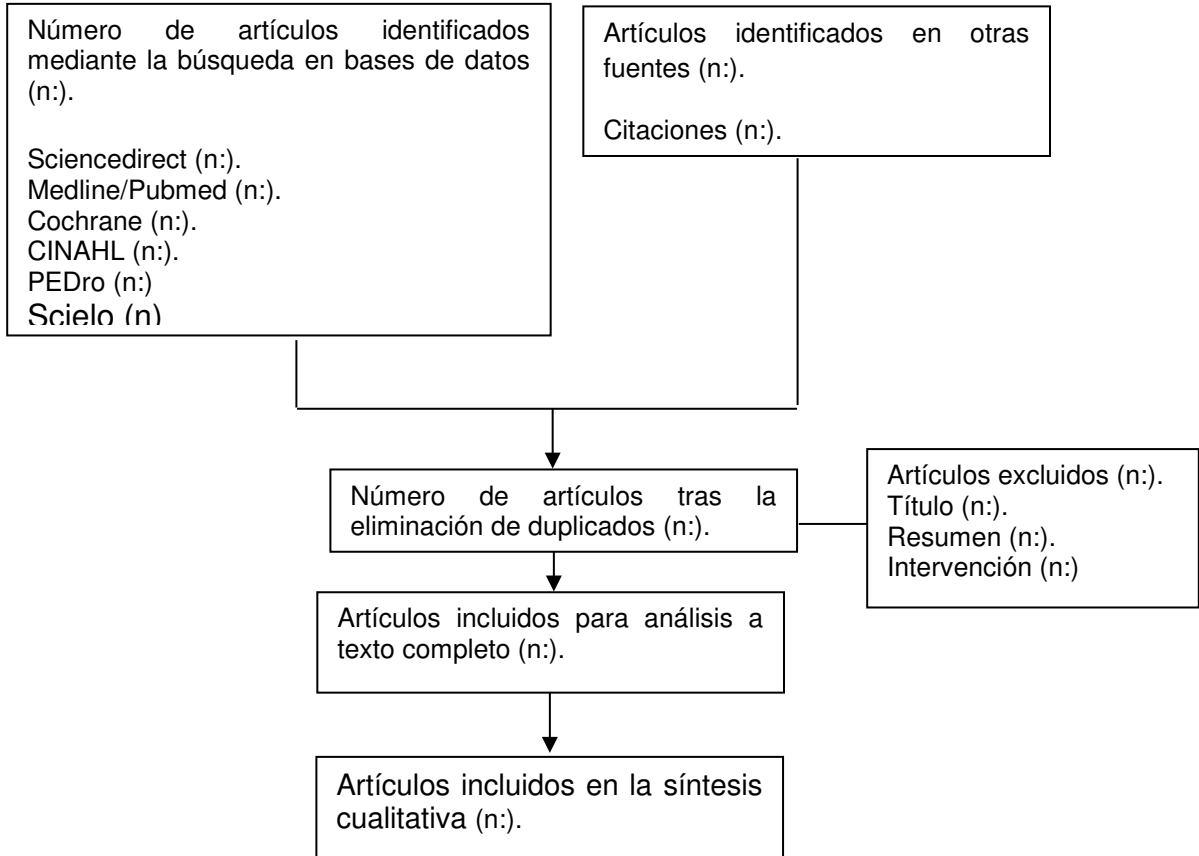 Número de artículos identificados
mediante la búsqueda en bases de datos
(n:).
Sciencedirect (n:).
Medline/Pubmed (n:).
Cochrane (n:).
CINAHL (n:).
PEDro (n:)
Scielo (n)
Artículos identificados en otras
fuentes (n:).
Citaciones (n:).
Número de artículos tras la
eliminación de duplicados (n:).
Artículos excluidos (n:).
Título (n:).
Resumen (n:).
Intervención (n:)
Artículos incluidos para análisis a
texto completo (n:).
Artículos incluidos en la síntesis
cualitativa (n:).